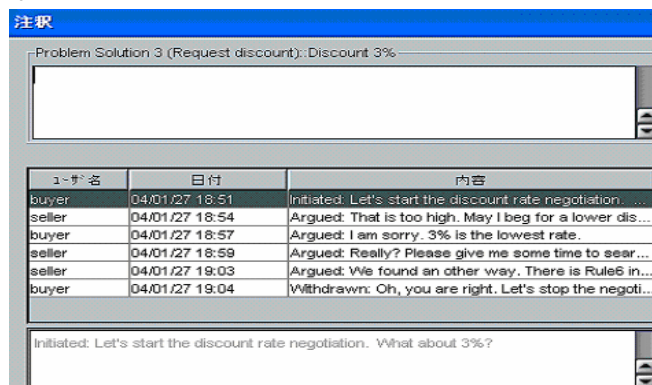 注釈
Problem Solution 3 (Request discount)::Discount 3%
ユーザ名 日付 内容
buyer 04/01/27 18:51 Initiated: Let's start the discount rate negotiation. ...
seller 04/01/27 18:54 Argued: That is too high. May I beg for a lower dis...
buyer 04/01/27 18:57 Argued: I am sorry. 3% is the lowest rate.
seller 04/01/27 18:59 Argued: Really? Please give me some time to sear...
seller 04/01/27 19:03 Argued: We found an other way. There is Rule6 in...
buyer 04/01/27 19:04 Withdrawn: Oh, you are right. Let's stop the negoti...
Initiated: Let's start the discount rate negotiation. What about 3%?